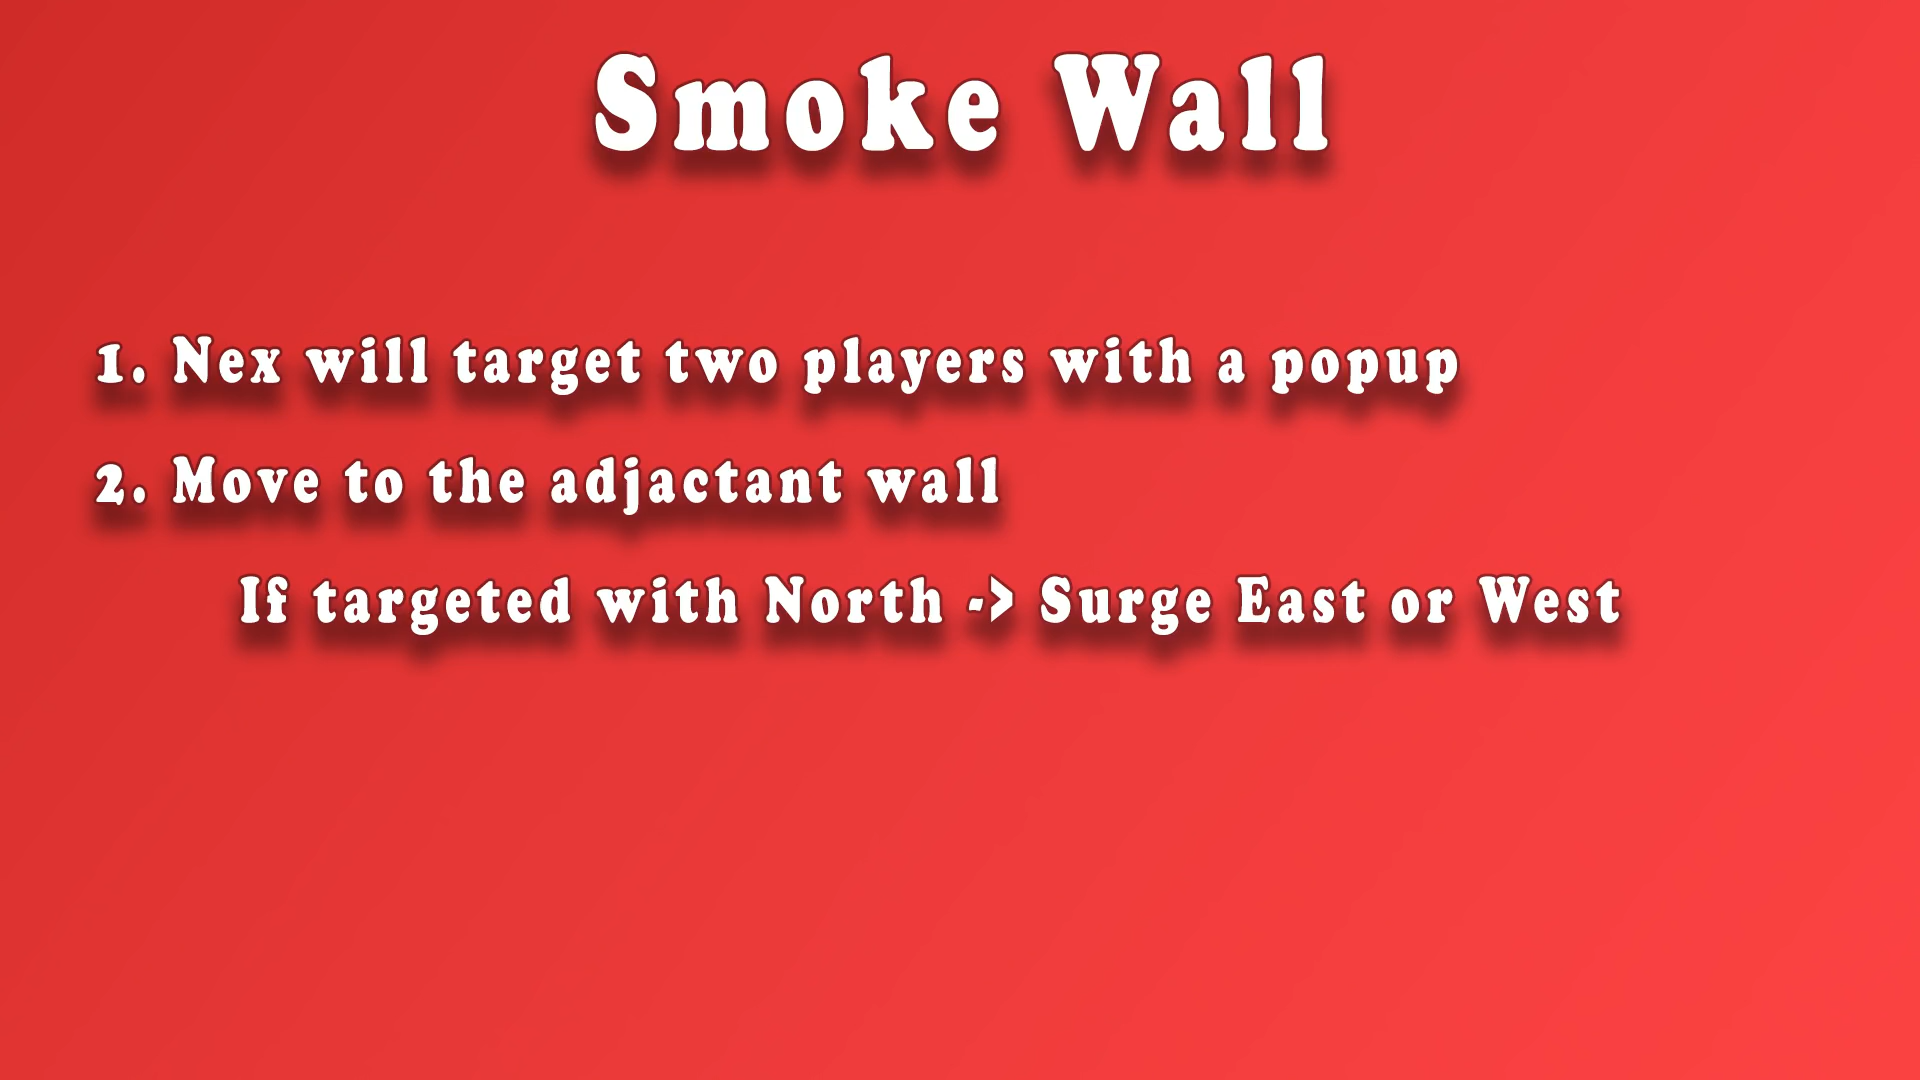 Smoke Wall
1. Nex will target two players with a popup
2. Move to the adjactant wall
If targeted with North -> Surge East or West